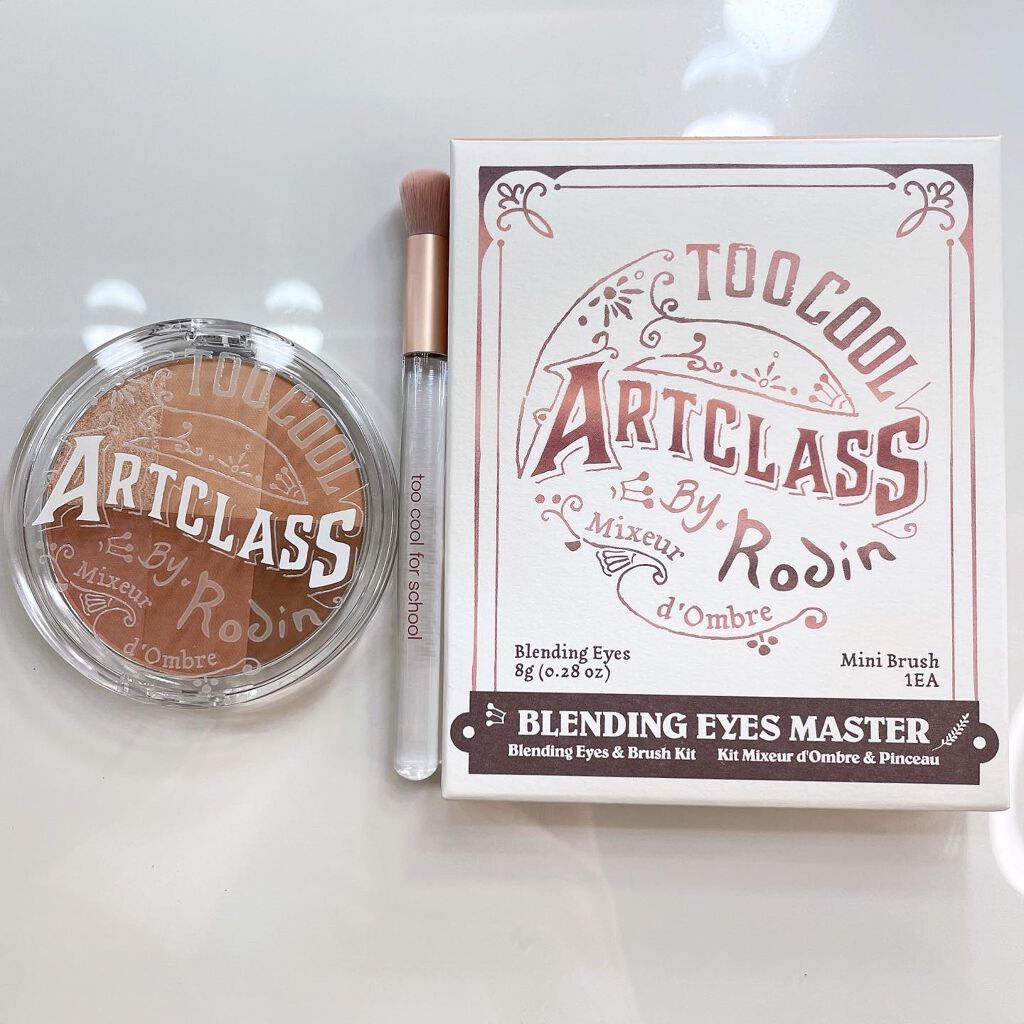 TOO COOL
ARTCLASS
By. Rodin
Mixeur
d'Ombre
too cool for school
TOO COOL
ARTCLASS
By. Rodin
Mixeur
d'Ombre
Blending Eyes
8g (0.28 oz)
Mini Brush
1EA
BLENDING EYES MASTER
Blending Eyes & Brush Kit Kit Mixeur d'Ombre & Pinceau